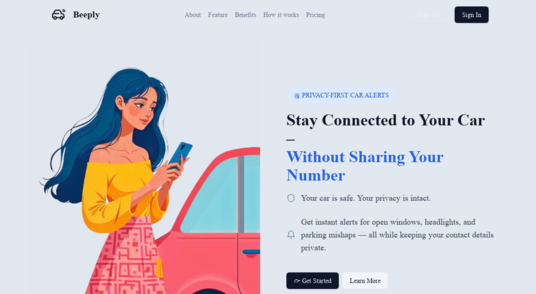 Beeply
About Feature Benefits How it works Pricing
Sign In
PRIVACY-FIRST CAR ALERTS
Stay Connected to Your Car
—
Without Sharing Your
Number
Your car is safe. Your privacy is intact.
Get instant alerts for open windows, headlights, and
parking mishaps — all while keeping your contact details
private.
Get Started Learn More